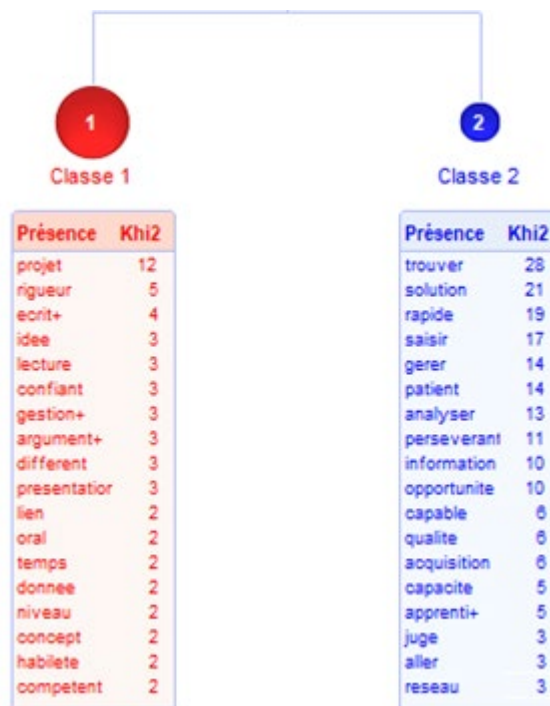 1
Classe 1
Présence Khi2
projet 12
rigueur 5
ecrit+ 4
idee 3
lecture 3
confiant 3
gestion+ 3
argument+ 3
different 3
presentatior 3
lien 2
oral 2
temps 2
donnee 2
niveau 2
concept 2
habilete 2
competent 2
2
Classe 2
Présence Khi2
trouver 28
solution 21
rapide 19
saisir 17
gerer 14
patient 14
analyser 13
perseverant 11
information 10
opportunite 10
capable 6
qualite 6
acquisition 6
capacite 5
apprenti+ 5
juge 3
aller 3
reseau 3